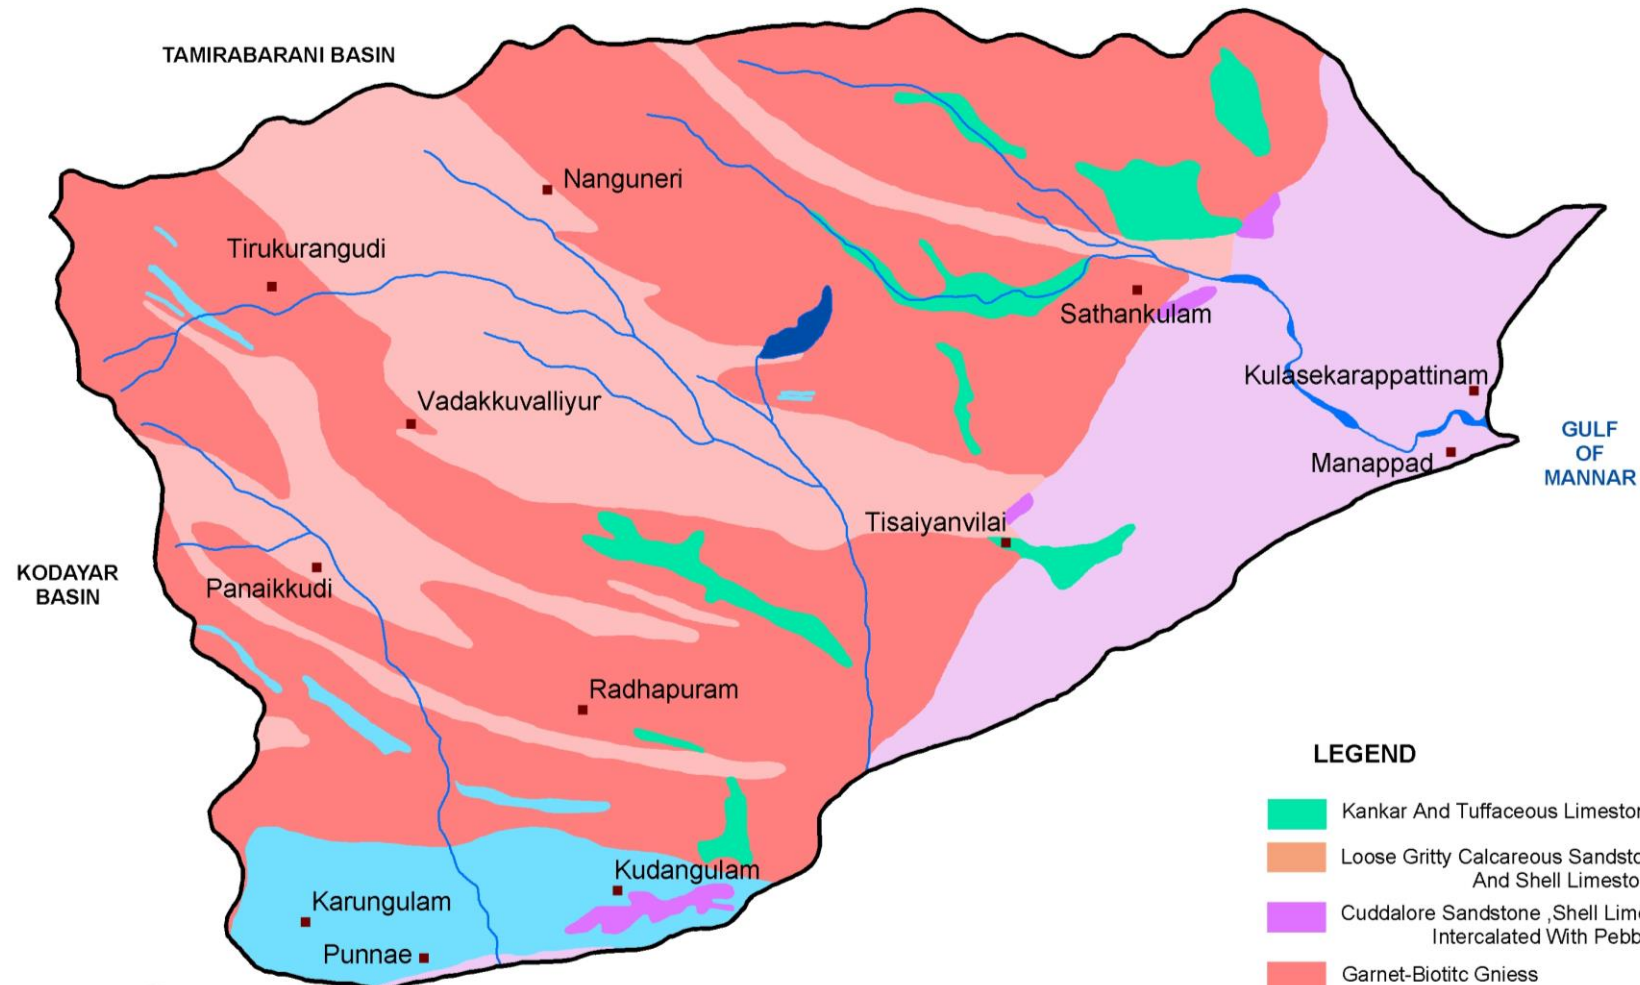 TAMIRABARANI BASIN
Nanguneri
Tirukurangudi
Sathankulam
Kulasekarappattinam
Vadakkuvalliyur
GULF
OF
MANNAR
Manappad
Tisaiyanvilai
KODAYAR
BASIN
Panaikkudi
Radhapuram
LEGEND
Kankar And Tuffaceous
Loose Gritty Calcareous
And Shell
Cuddalore Sandstone ,Shell
Intercalated With
Garnet-Biotitc Gniess
Kudangulam
Karungulam
Punnae